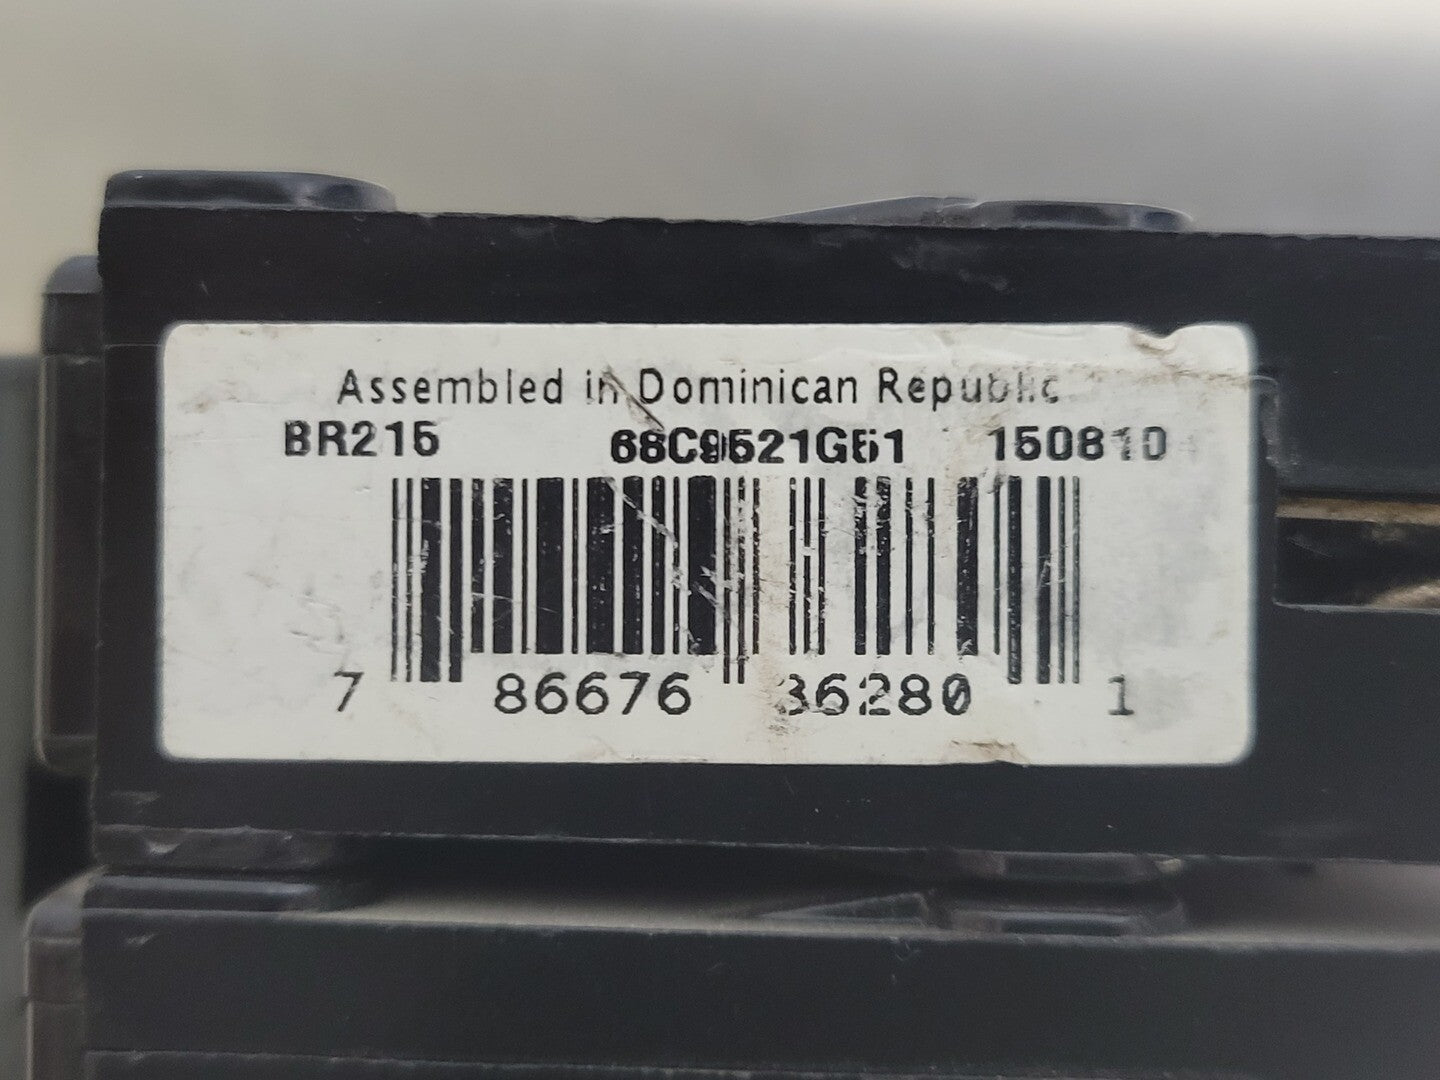 Assembled in Dominican Republic
BR215
68C9521G51
150810
7 86676 36280 1